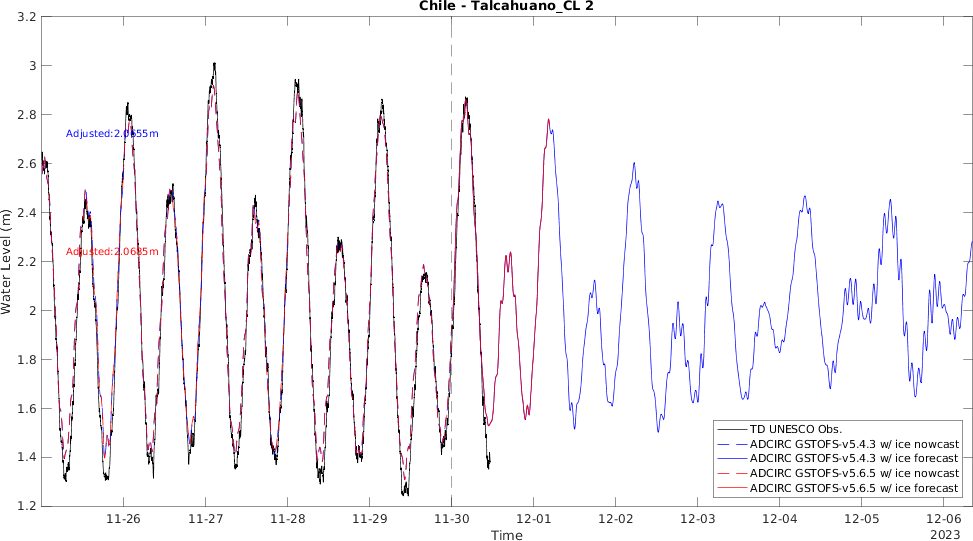 Chile - Talcahuano_CL 2
3.2
3
2.8
2.6
2.4
2.2
2
1.8
1.6
1.4
1.2
Water Level (m)
Adjusted:2.0655m
Adjusted:2.0685m
TD UNESCO Obs.
ADCIRC GSTOFS-v5.4.3 w/ ice nowcast
ADCIRC GSTOFS-v5.4.3 w/ ice forecast
ADCIRC GSTOFS-v5.6.5 w/ ice nowcast
ADCIRC GSTOFS-v5.6.5 w/ ice forecast
11-26 11-27 11-28 11-29 11-30 12-01 12-02 12-03 12-04 12-05 12-06
Time
2023